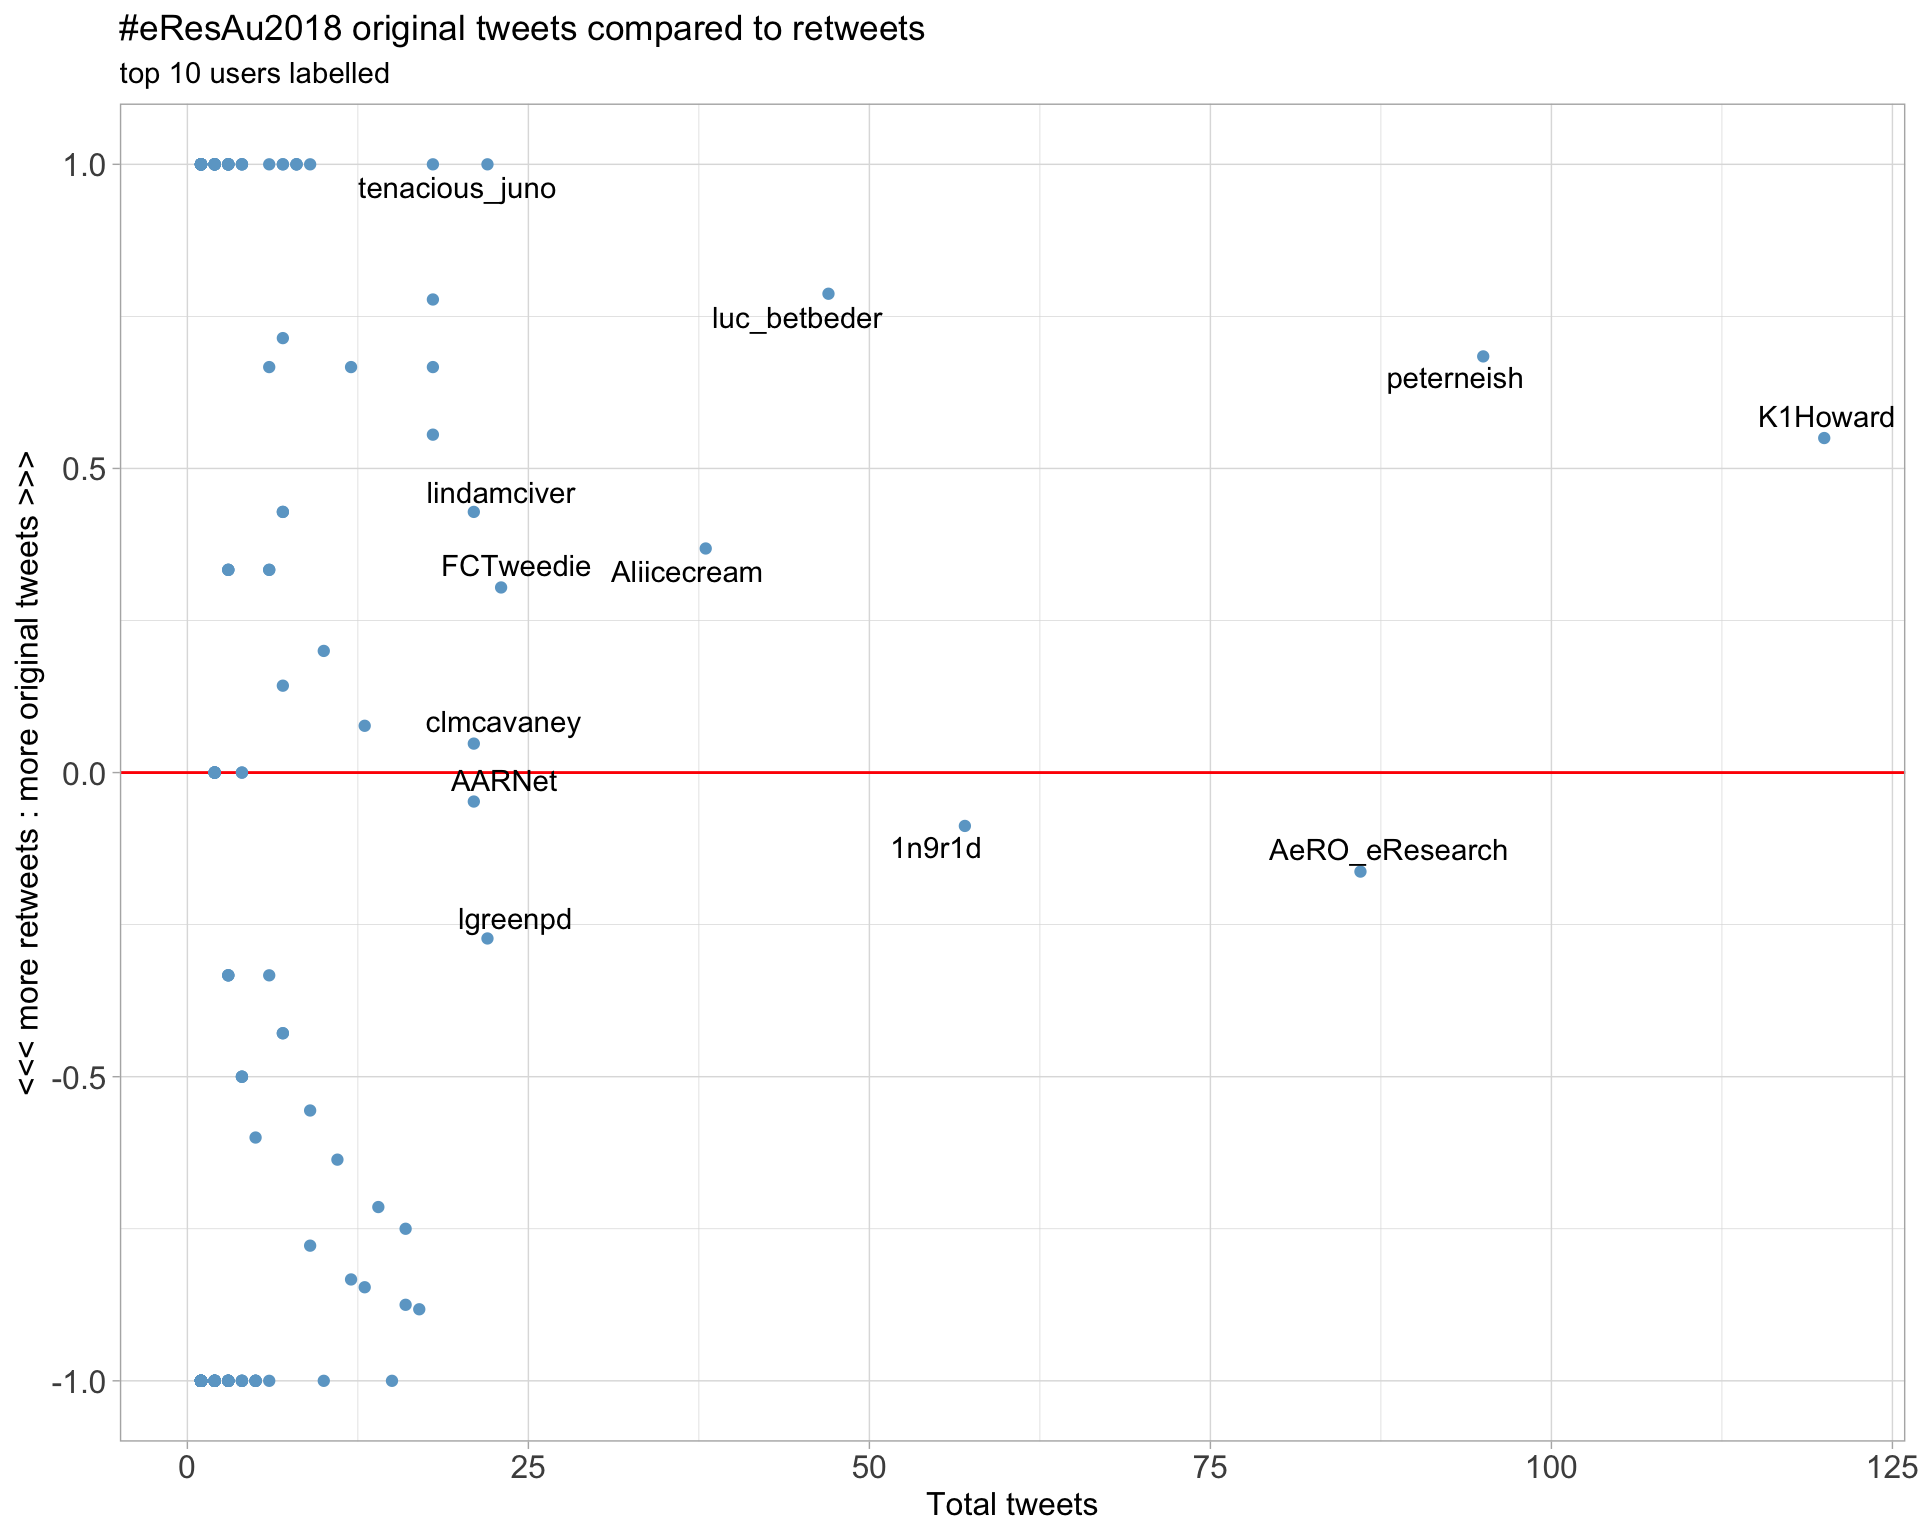 #eResAu2018 original tweets compared to retweets
top 10 users labelled
<<< more retweets : more original tweets >>>
1.0
0.5
0.0
-0.5
-1.0
tenacious_juno
luc_betbeder
peterneish
K1Howard
lindamciver
FCTweedie
Aliicecream
clmcavaney
AARNet
1n9r1d
AeRO_eResearch
lgreenpd
0
25
50
75
100
125
Total tweets